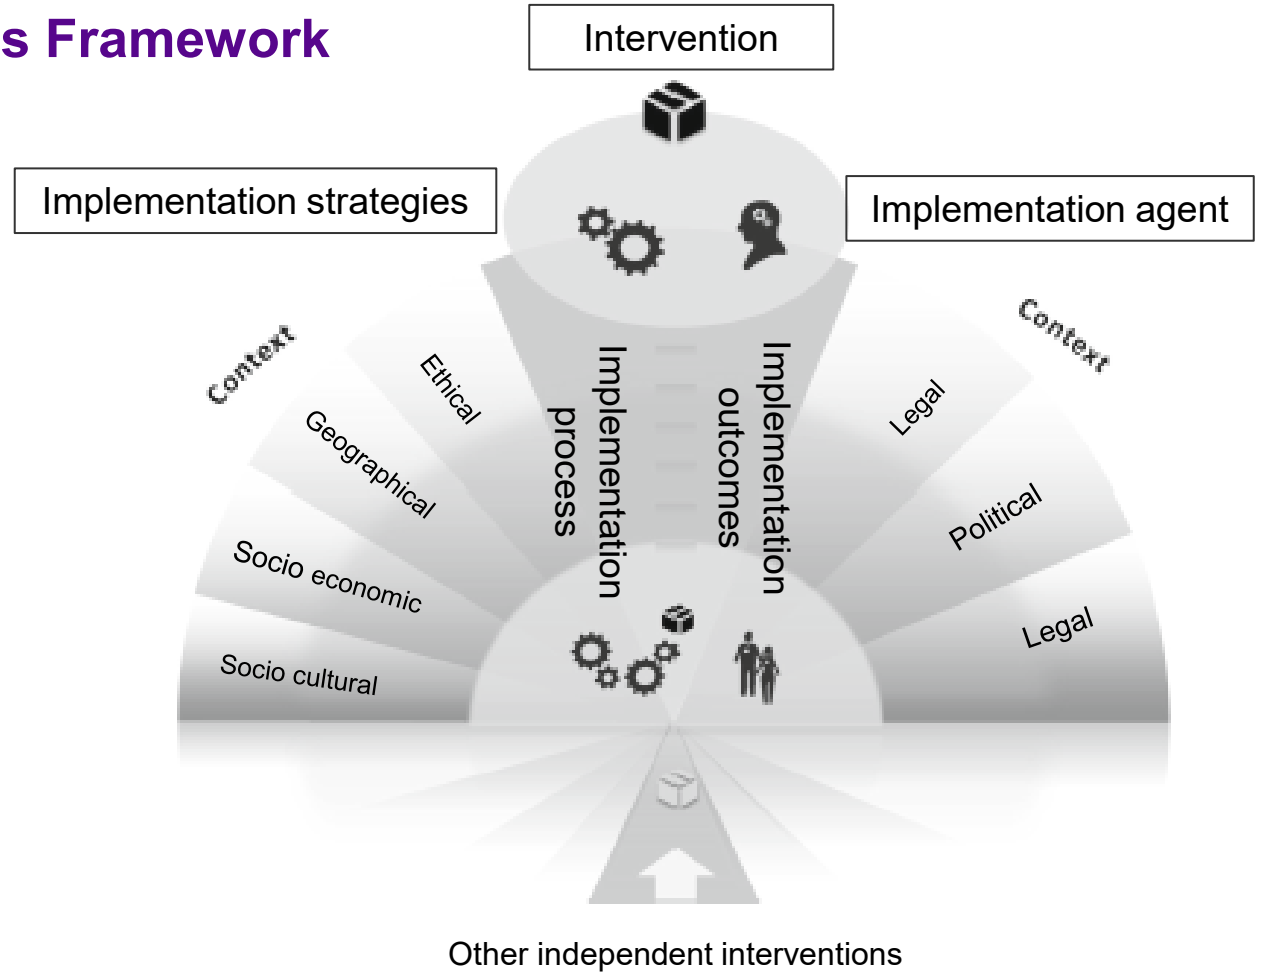 s Framework
Intervention
Implementation strategies
Implementation agent
Context
Context
Ethical
Geographical
Socio economic
Socio cultural
Implementation
process
Implementation
outcomes
Legal
Political
Legal
Other independent interventions